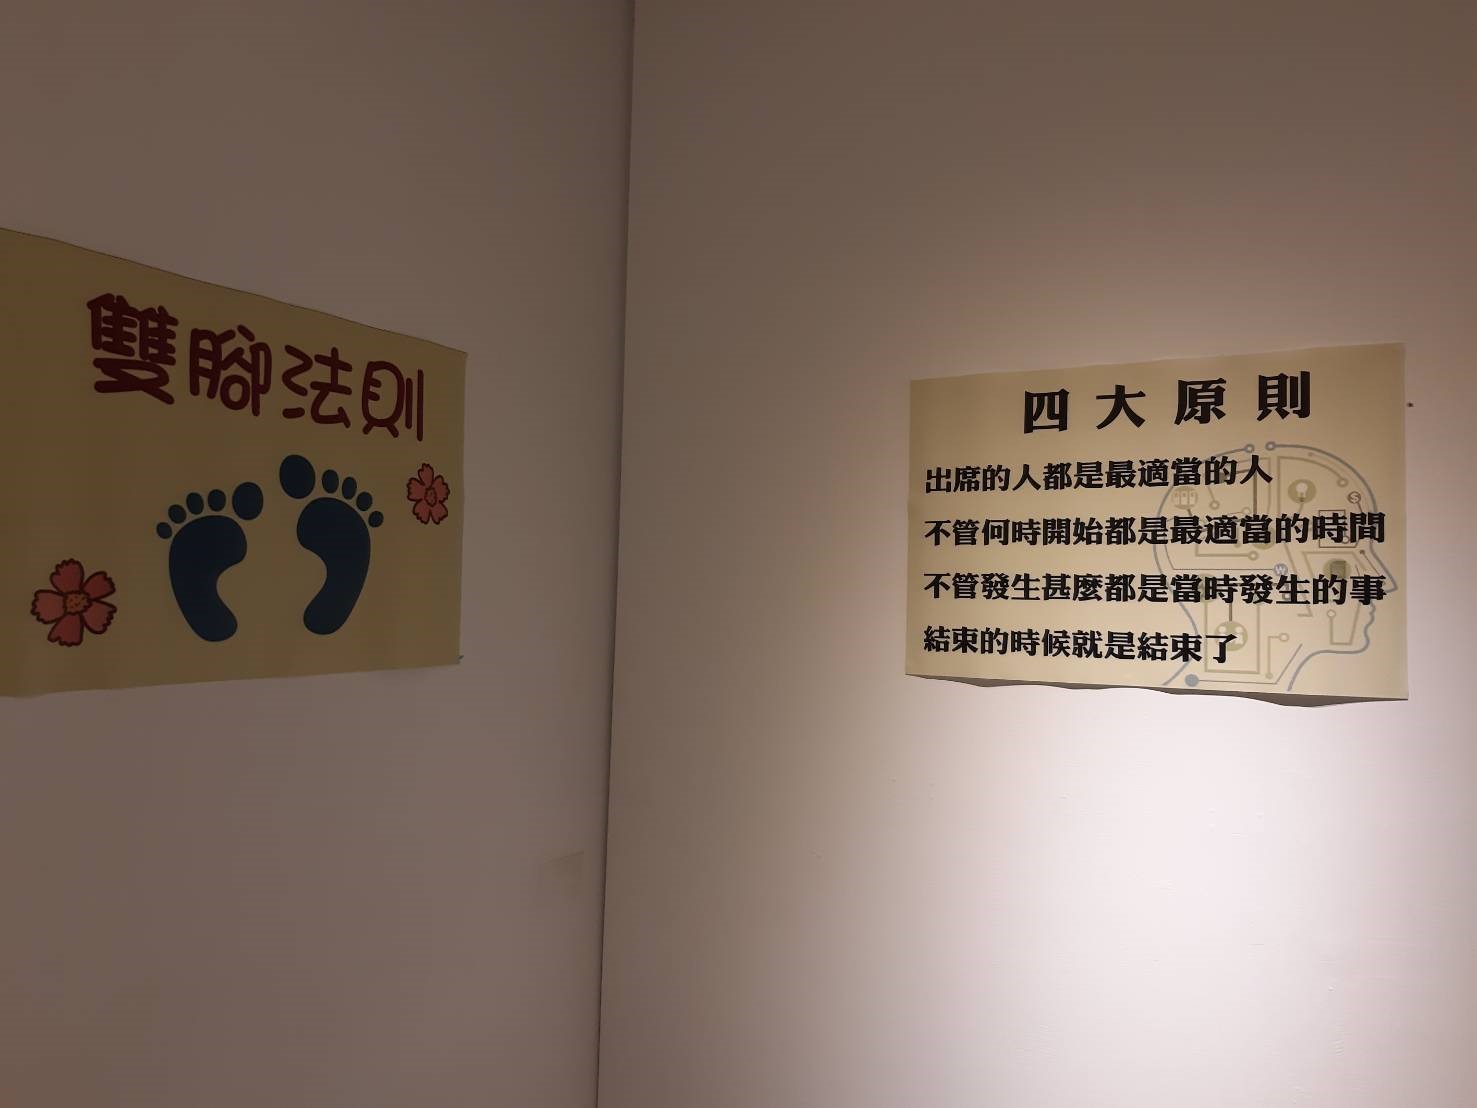 雙腳法則
四大原則
出席的人都是最適當的人
不管何時開始都是最適當的時間
不管發生甚麼都是當時發生的事
結束的時候就是結束了
S
W